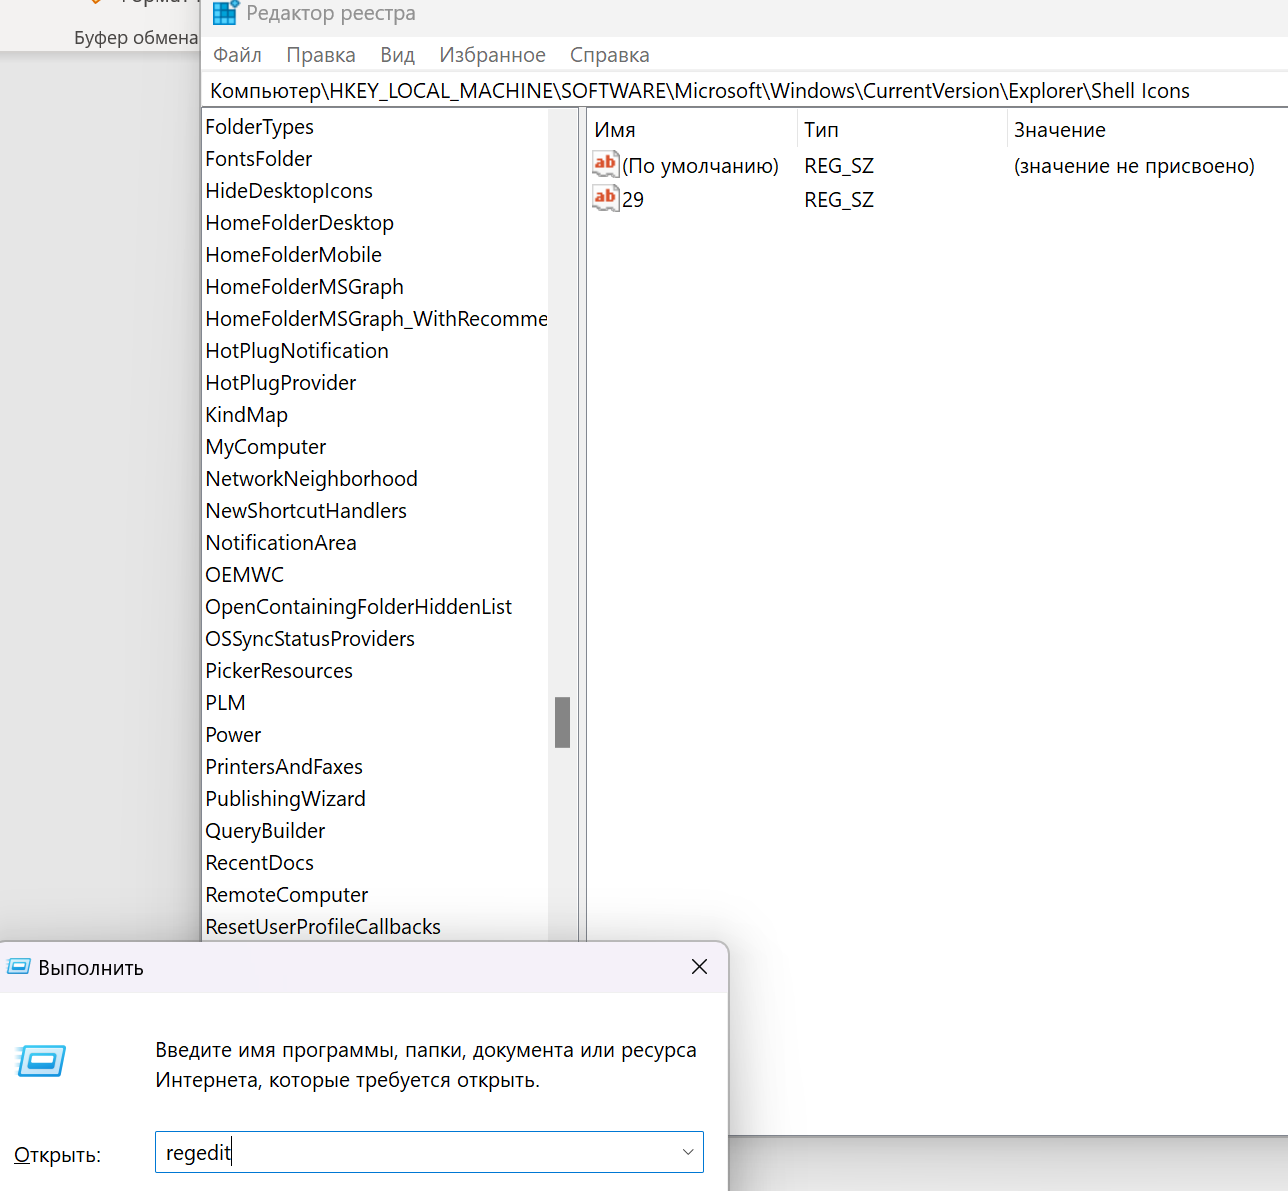 Буфер обмена
Редактор реестра
Файл Правка Вид Избранное Справка
Компьютер\HKEY_LOCAL_MACHINE\SOFTWARE\Microsoft\Windows\CurrentVersion\Explorer\Shell Icons
FolderTypes
FontsFolder
HideDesktopIcons
HomeFolderDesktop
HomeFolderMobile
HomeFolderMSGraph
HomeFolderMSGraph_WithRecomme
HotPlugNotification
HotPlugProvider
KindMap
MyComputer
NetworkNeighborhood
NewShortcutHandlers
NotificationArea
OEMWC
OpenContainingFolderHiddenList
OSSyncStatusProviders
PickerResources
PLM
Power
PrintersAndFaxes
PublishingWizard
QueryBuilder
RecentDocs
RemoteComputer
ResetUserProfileCallbacks
Имя Тип Значение
ab (По умолчанию) REG_SZ (значение не присвоено)
ab 29 REG_SZ
Выполнить
Введите имя программы, папки, документа или ресурса
Интернета, которые требуется открыть.
Открыть: regedit